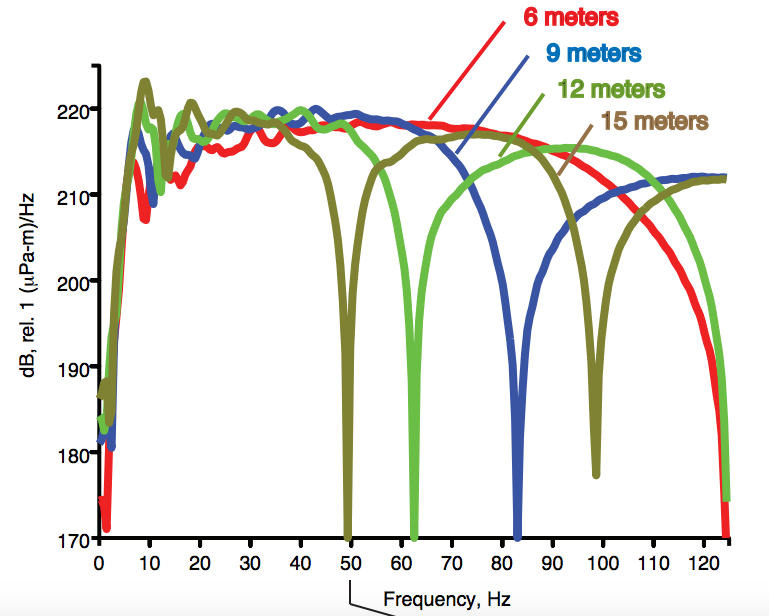 6 meters
9 meters
12 meters
15 meters
dB, rel. 1 (µPa-m)/Hz
220
210
200
190
180
170
0 10 20 30 40 50 60 70 80 90 100 110 120
Frequency, Hz